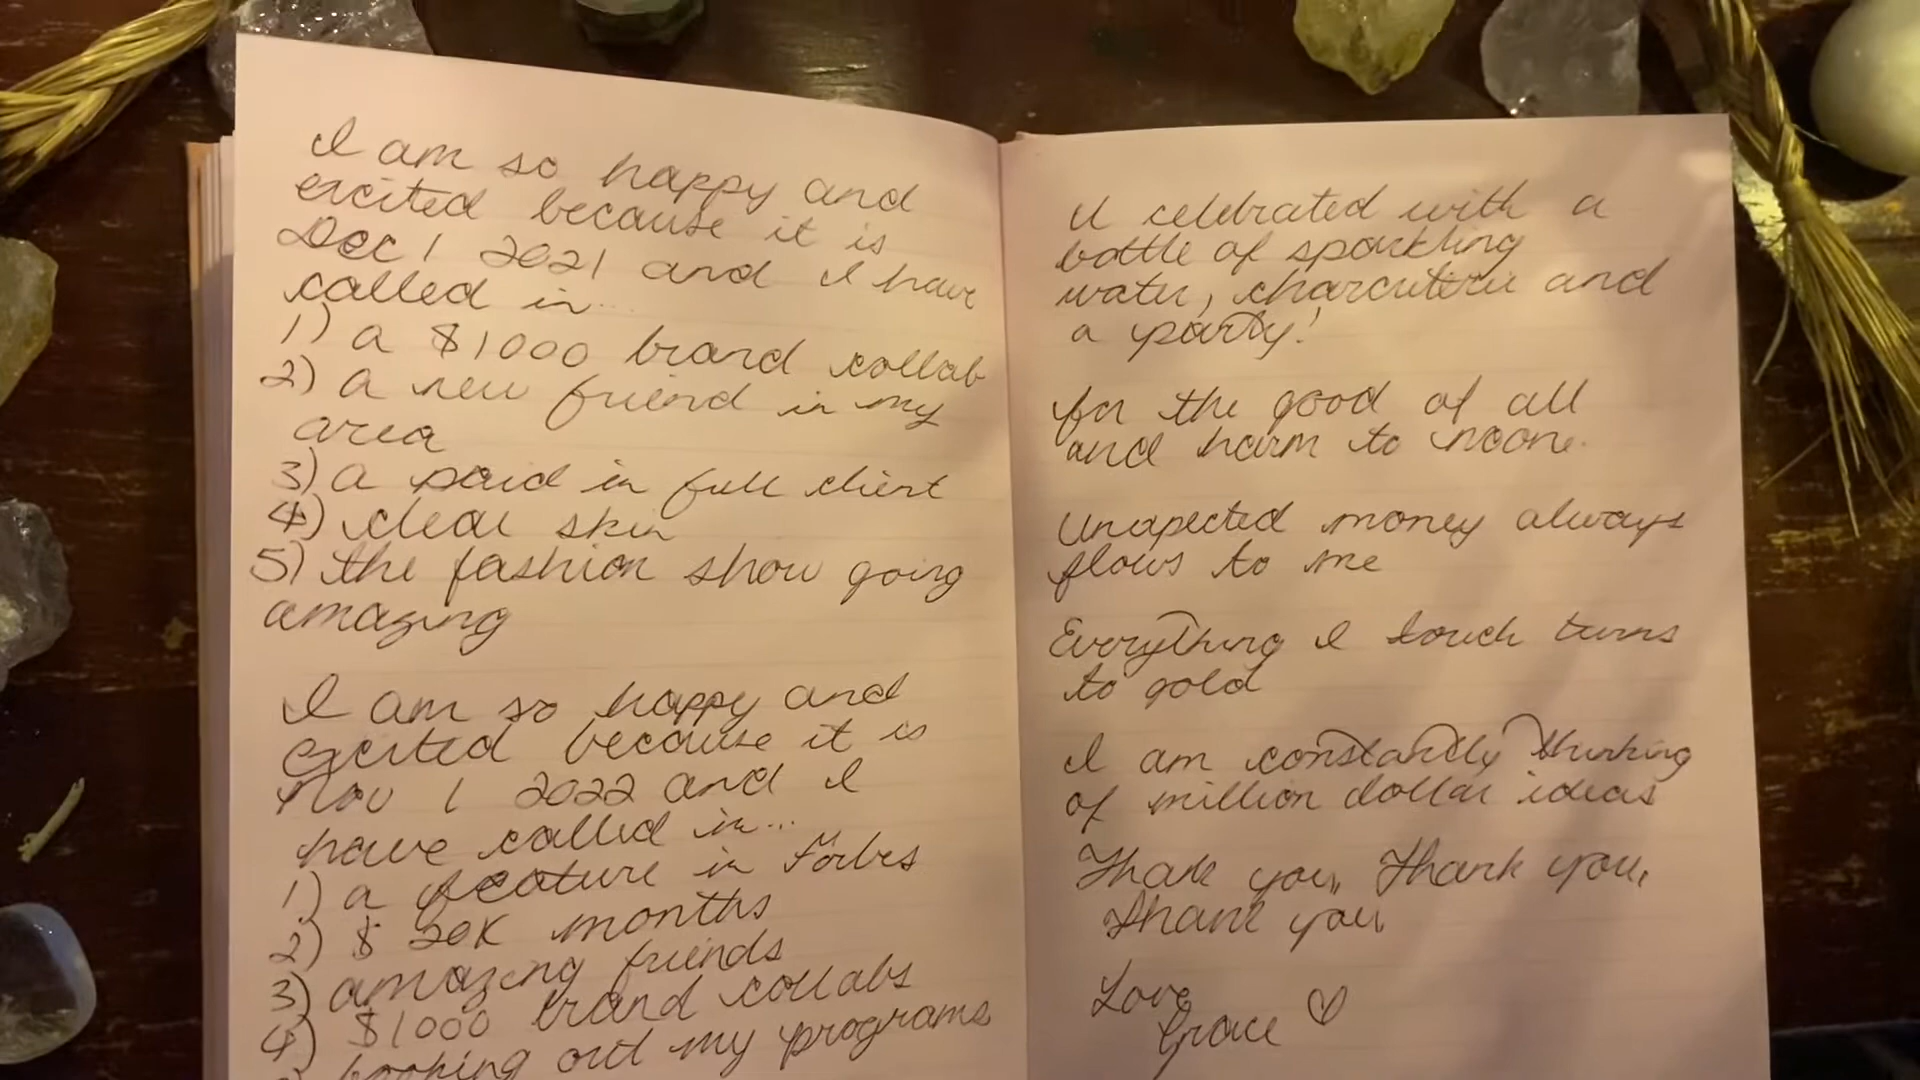 I am so happy and
excited because it is
Dec 1 2021 and I have
called in...
1) a $1000 brand collab
2) a new friend in my
area
3) a paid in full client
4) clear skin
5) the fashion show going
amazing
I am so happy and
excited because it is
Nov 1 2022 and I
have called in...
1) a feature in Forbes
2) $ 20K months
3) amazing friends
4) $1000 brand collabs
booking out my programs
I celebrated with a
bottle of sparkling
water, charcuterie and
a party!
for the good of all
and harm to noone.
Unexpected money always
flows to me
Everything I touch turns
to gold
I am constantly thinking
of million dollar ideas
Thank you, Thank you,
Thank you,
Love
Grace ♡